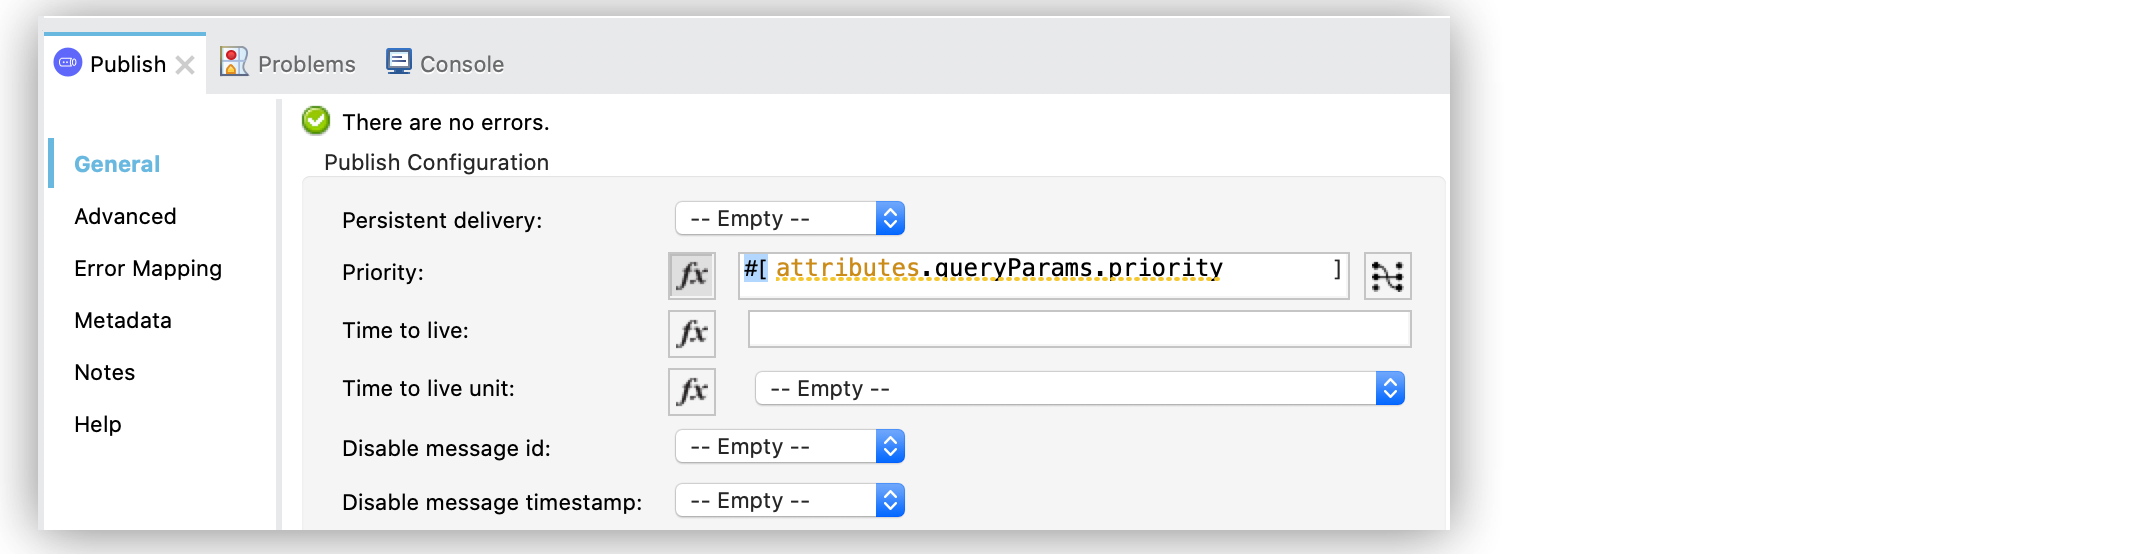 Publish Problems Console
There are no errors.
Publish Configuration
General
Advanced
Error Mapping
Metadata
Notes
Help
Persistent delivery: -- Empty --
Priority: fx #[ attributes.queryParams.priority ]
Time to live: fx
Time to live unit: fx -- Empty --
Disable message id: -- Empty --
Disable message timestamp: -- Empty --